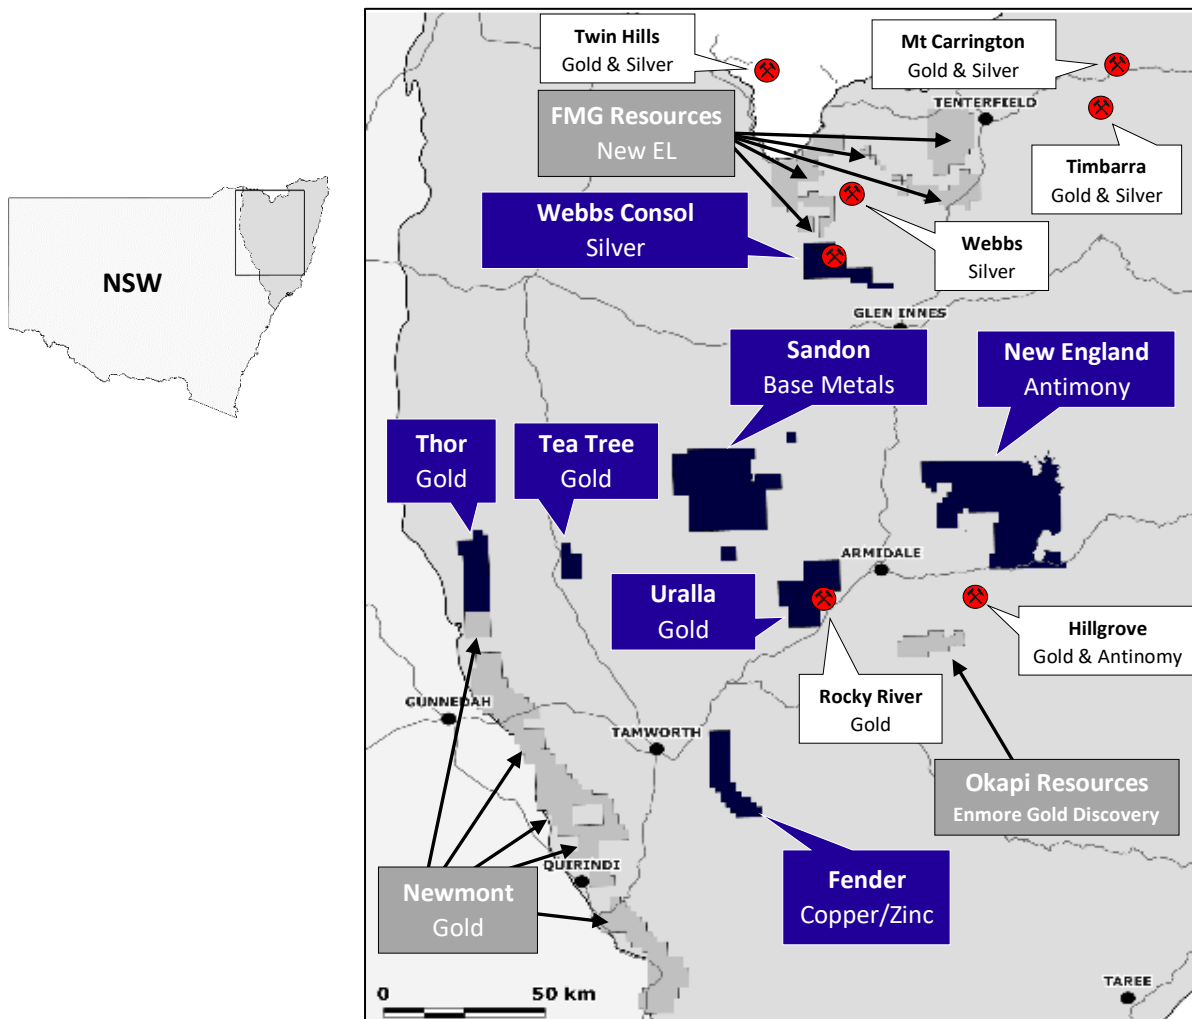 Twin Hills
Gold & Silver
Mt Carrington
Gold & Silver
TENTERFIELD
FMG Resources
New EL
Timbarra
Gold & Silver
Webbs Consol
Silver
Webbs
Silver
NSW
GLEN INNES
Sandon
Base Metals
New England
Antimony
Thor
Gold
Tea Tree
Gold
ARMIDALE
Uralla
Gold
Hillgrove
Gold & Antinomy
Rocky River
Gold
GUNNEDAH
TAMWORTH
Okapi Resources
Enmore Gold Discovery
QUIRINDI
Newmont
Gold
Fender
Copper/Zinc
TAREE
0 50 km